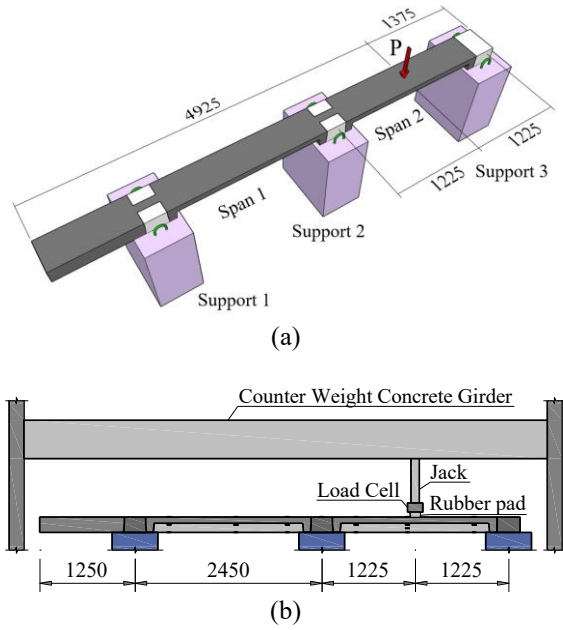 1375
P
4925
Span 2
1225
Span 1
1225
Support 3
Support 2
Support 1
(a)
Counter Weight Concrete Girder
Jack
Load Cell
Rubber pad
1250
2450
1225
1225
(b)